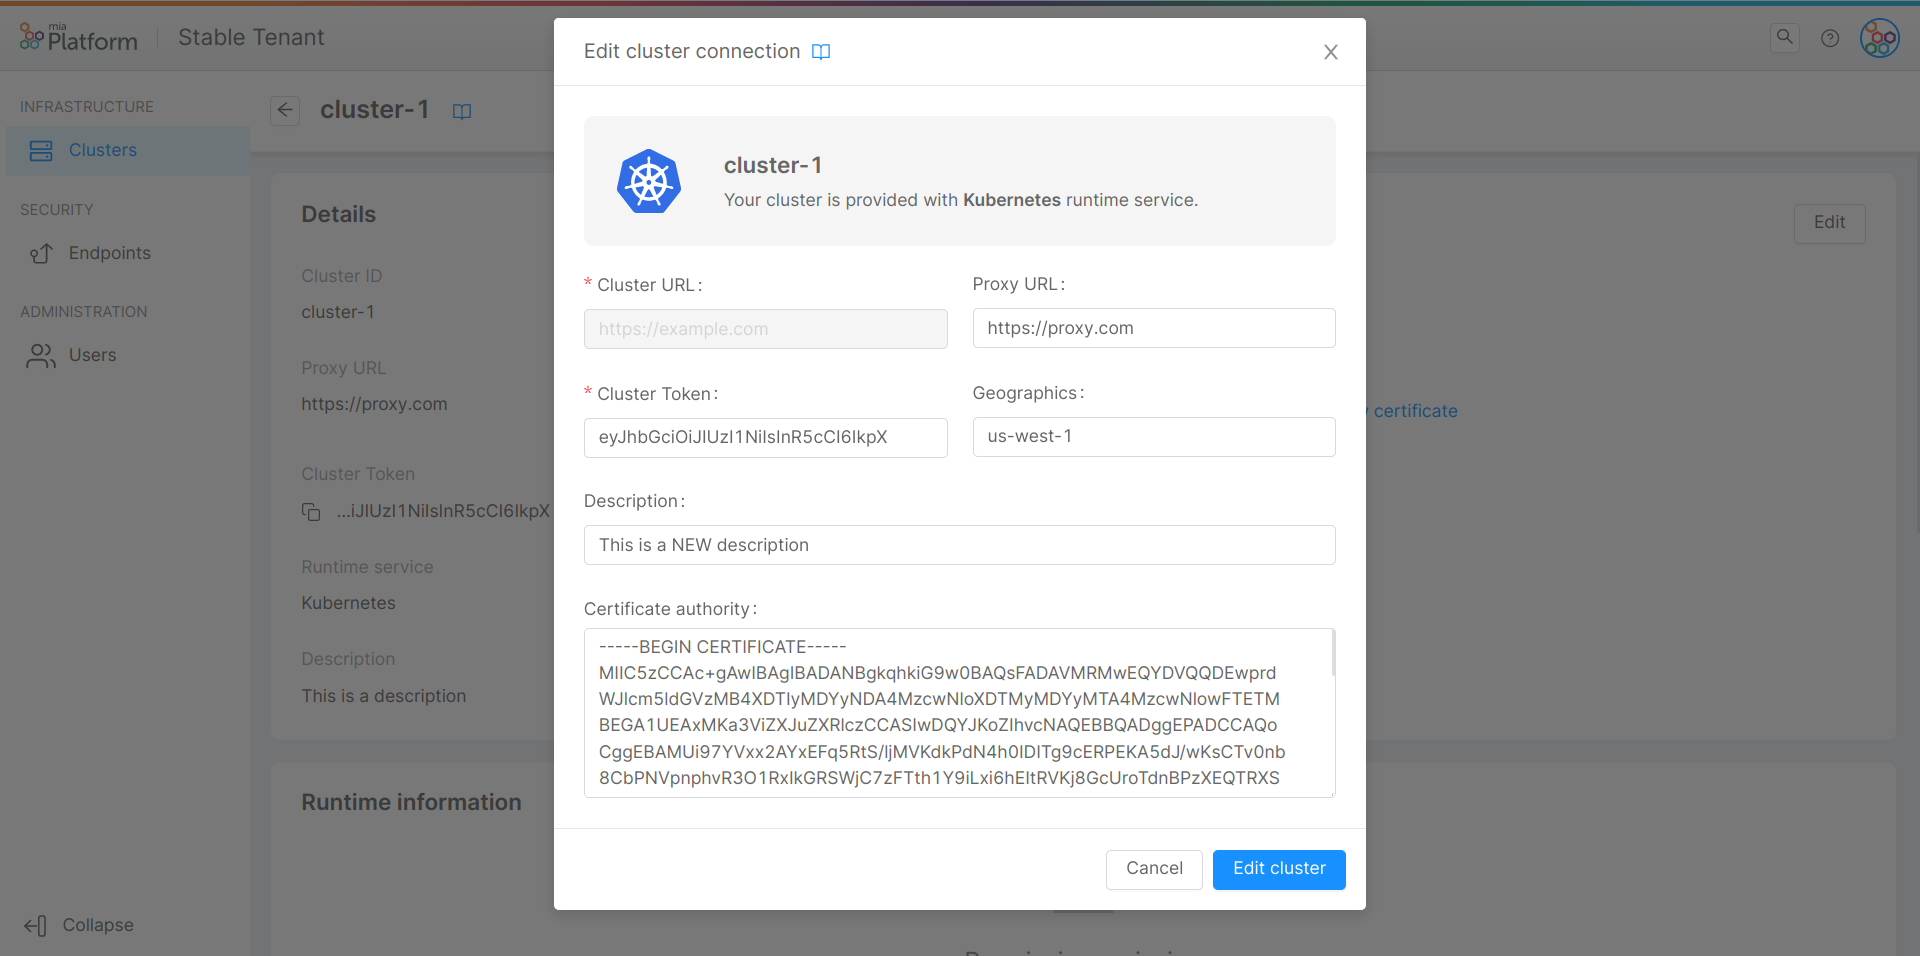 mia
Platform
Stable Tenant
INFRASTRUCTURE
Clusters
SECURITY
Endpoints
ADMINISTRATION
Users
Collapse
cluster-1
Details
Edit
Cluster ID
cluster-1
Proxy URL
https://proxy.com
certificate
Cluster Token
...iJIUzI1NiIsInR5cCI6IkpX
Runtime service
Kubernetes
Description
This is a description
Runtime information
Edit cluster connection
cluster-1
Your cluster is provided with Kubernetes runtime service.
* Cluster URL:
https://example.com
Proxy URL:
https://proxy.com
* Cluster Token:
eyJhbGciOiJIUzI1NiIsInR5cCI6IkpX
Geographics:
us-west-1
Description:
This is a NEW description
Certificate authority:
-----BEGIN CERTIFICATE-----
MIIC5zCCAc+gAwIBAgIBADANBgkqhkiG9w0BAQsFADAVMRMwEQYDVQQDEwprd
WJlcm5ldGVzMB4XDTIyMDYyNDA4MzcwNloXDTMyMDYyMTA4MzcwNlowFTETM
BEGA1UEAxMKa3ViZXJuZXRlczCCASIwDQYJKoZIhvcNAQEBBQADggEPADCCAQo
CggEBAMUi97YVxx2AYxEFq5RtS/ljMVKdkPdN4h0IDITg9cERPEKA5dJ/wKsCTv0nb
8CbPNVpnphvR3O1RxIkGRSWjC7zFTth1Y9iLxi6hEItRVKj8GcUroTdnBPzXEQTRXS
Cancel
Edit cluster